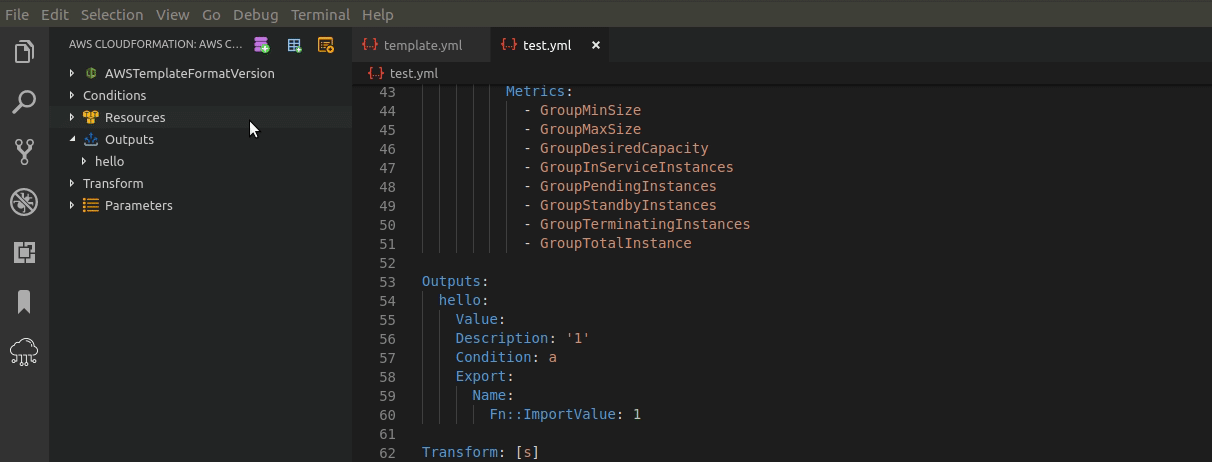 File Edit Selection View Go Debug Terminal Help
AWS CLOUDFORMATION: AWS C...
AWSTemplateFormatVersion
Conditions
Resources
Outputs
hello
Transform
Parameters
template.yml test.yml ×
test.yml
43 Metrics:
44 - GroupMinSize
45 - GroupMaxSize
46 - GroupDesiredCapacity
47 - GroupInServiceInstances
48 - GroupPendingInstances
49 - GroupStandbyInstances
50 - GroupTerminatingInstances
51 - GroupTotalInstance
52
53 Outputs:
54 hello:
55 Value:
56 Description: '1'
57 Condition: a
58 Export:
59 Name:
60 Fn::ImportValue: 1
61
62 Transform: [s]